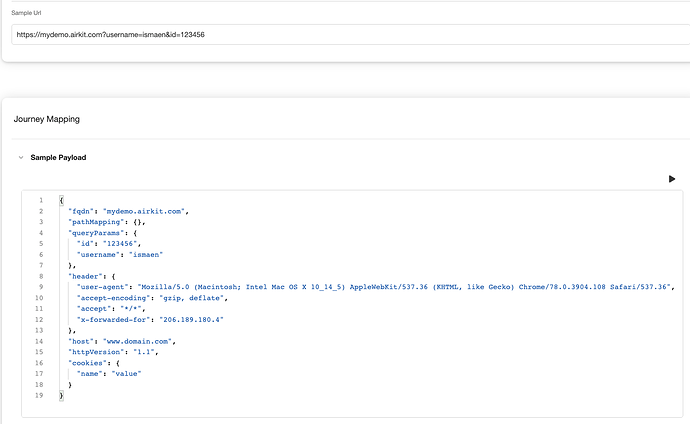 Sample Url
https://mydemo.airkit.com?username=ismaen&id=123456
Journey Mapping
Sample Payload
1 {
2 "fqdn": "mydemo.airkit.com",
3 "pathMapping": {},
4 "queryParams": {
5 "id": "123456",
6 "username": "ismaen"
7 },
8 "header": {
9 "user-agent": "Mozilla/5.0 (Macintosh; Intel Mac OS X 10_14_5) AppleWebKit/537.36 (KHTML, like Gecko) Chrome/78.0.3904.108 Safari/537.36",
10 "accept-encoding": "gzip, deflate",
11 "accept": "*/*",
12 "x-forwarded-for": "206.189.180.4"
13 },
14 "host": "www.domain.com",
15 "httpVersion": "1.1",
16 "cookies": {
17 "name": "value"
18 }
19 }